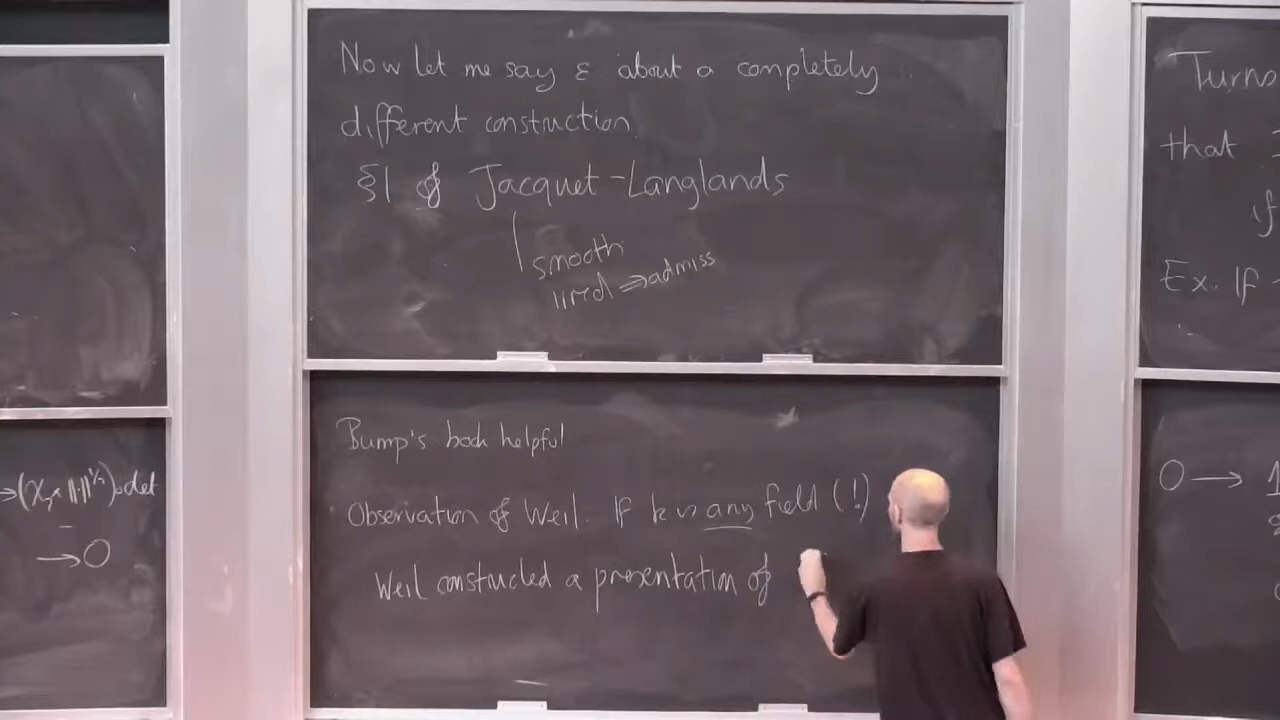 Now let me say ε about a completely
different construction.
§1 of Jacquet-Langlands
smooth
irred ⇒ admiss
Bump's book helpful
Observation of Weil. If k is any field (!)
Weil constructed a presentation of
→(χ₂×||·||^½)∘det
→0
Turns
that
if
Ex. If
0 → 1